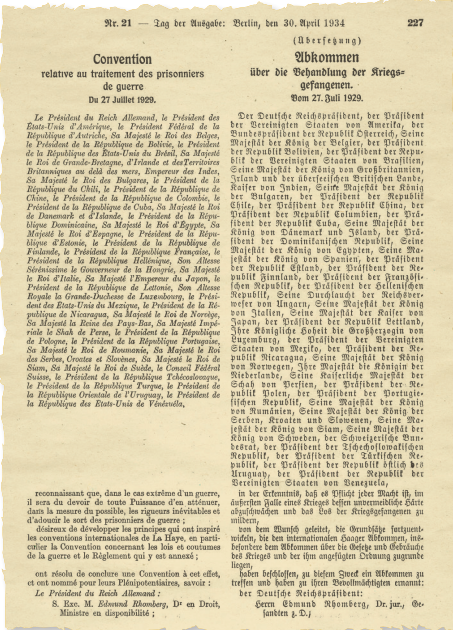 Nr. 21 — Tag der Ausgabe: Berlin, den 30. April 1934
227
Convention
relative au traitement des prisonniers
de guerre
Du 27 Juillet 1929.
Le Président du Reich Allemand, le Président des
États-Unis d'Amérique, le Président Fédéral de la
République d'Autriche, Sa Majesté le Roi des Belges,
le Président de la République de Bolivie, le Président
de la République des États-Unis du Brésil, Sa Majesté
le Roi de Grande-Bretagne, d'Irlande et des Territoires
Britanniques au delà des mers, Empereur des Indes,
Sa Majesté le Roi des Bulgares, le Président de la
République du Chili, le Président de la République de
Chine, le Président de la République de Colombie, le
Président de la République de Cuba, Sa Majesté le Roi
de Danemark et d'Islande, le Président de la Répu-
blique Dominicaine, Sa Majesté le Roi d'Égypte, Sa
Majesté le Roi d'Espagne, le Président de la République
d'Estonie, le Président de la République de
Finlande, le Président de la République Française, le
Président de la République Hellénique, Son Altesse
Sérénissime le Gouverneur de la Hongrie, Sa Majesté
le Roi d'Italie, Sa Majesté l'Empereur du Japon, le
Président de la République de Lettonie, Son Altesse
Royale la Grande-Duchesse de Luxembourg, le Prési-
dent des États-Unis du Mexique, le Président de la Ré-
publique de Nicaragua, Sa Majesté le Roi de Norvège,
Sa Majesté la Reine des Pays-Bas, Sa Majesté Impé-
riale le Shah de Perse, le Président de la République de
Pologne, le Président de la République Portugaise,
Sa Majesté le Roi de Roumanie, Sa Majesté le Roi
des Serbes, Croates et Slovènes, Sa Majesté le Roi de
Siam, Sa Majesté le Roi de Suède, le Conseil Fédéral
Suisse, le Président de la République Tchécoslovaque,
le Président de la République Turque, le Président de
la République Orientale de l'Uruguay, le Président de
la République des États-Unis de Vénézuéla,
reconnaissant que, dans le cas extrême d'un guerre,
il sera du devoir de toute Puissance d'en atténuer,
dans la mesure du possible, les rigueurs inévitables et
d'adoucir le sort des prisonniers de guerre ;
désireux de développer les principes qui ont inspiré
les conventions internationales de La Haye, en parti-
culier la Convention concernant les lois et coutumes
de la guerre et le Règlement qui y est annexé ;
ont résolu de conclure une Convention à cet effet,
et ont nommé pour leurs Plénipotentiaires, savoir :
Le Président du Reich Allemand :
S. Exc. M. Edmund Rhomberg, Dr en Droit,
Ministre en disponibilité ;
(Übersetzung)
Abkommen
über die Behandlung der Kriegs-
gefangenen.
Vom 27. Juli 1929.
Der Deutsche Reichspräsident, der Präsident
der Vereinigten Staaten von Amerika, der
Bundespräsident der Republik Österreich, Seine
Majestät der König der Belgier, der Präsident
der Republik Bolivien, der Präsident der Repu-
blik der Vereinigten Staaten von Brasilien,
Seine Majestät der König von Großbritannien,
Irland und der überseeischen Britischen Lande,
Kaiser von Indien, Seine Majestät der König
der Bulgaren, der Präsident der Republik
Chile, der Präsident der Republik China, der
Präsident der Republik Columbien, der Prä-
sident der Republik Cuba, Seine Majestät der
König von Dänemark und Island, der Prä-
sident der Dominikanischen Republik, Seine
Majestät der König von Egypten, Seine Ma-
jestät der König von Spanien, der Präsident der
Republik Estland, der Präsident der Re-
publik Finnland, der Präsident der Französi-
schen Republik, der Präsident der Hellenischen
Republik, Seine Durchlaucht der Reichsver-
weser von Ungarn, Seine Majestät der König
von Italien, Seine Majestät der Kaiser von
Japan, der Präsident der Republik Lettland,
Ihre Königliche Hoheit die Großherzogin von
Luxemburg, der Präsident der Vereinigten
Staaten von Mexiko, der Präsident der Re-
publik Nicaragua, Seine Majestät der König
von Norwegen, Ihre Majestät die Königin der
Niederlande, Seine Kaiserliche Majestät der
Schah von Persien, der Präsident der Re-
publik Polen, der Präsident der Portugie-
sischen Republik, Seine Majestät der König
von Rumänien, Seine Majestät der König der
Serben, Kroaten und Slowenen, Seine Ma-
jestät der König von Siam, Seine Majestät der
König von Schweden, der Schweizerische Bun-
desrat, der Präsident der Tschechoslowakischen
Republik, der Präsident der Türkischen Re-
publik, der Präsident der Republik östlich des
Uruguay, der Präsident der Republik der
Vereinigten Staaten von Venezuela,
in der Erkenntnis, daß es Pflicht jeder Macht ist, im
äußersten Falle eines Krieges dessen unvermeidliche Härte
abzuschwächen und das Los der Kriegsgefangenen zu
mildern,
von dem Wunsch geleitet, die Grundsätze fortzuent-
wickeln, die den internationalen Haager Abkommen, ins-
besondere dem Abkommen über die Gesetze und Gebräuche
des Krieges und der ihm angefügten Ordnung zugrunde
liegen,
haben beschlossen, zu diesem Zweck ein Abkommen zu
treffen und haben zu ihren Bevollmächtigten ernannt:
der Deutsche Reichspräsident:
Herrn Edmund Rhomberg, Dr. jur., Ge-
sandten z. D.;